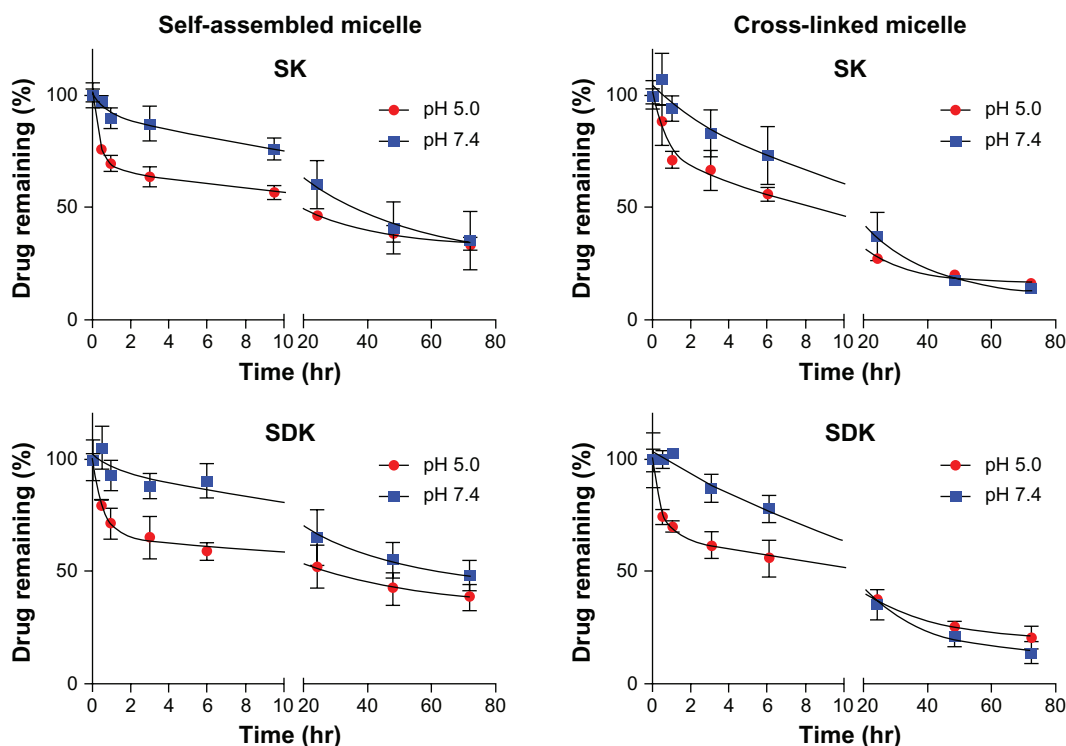 Self-assembled micelle
Cross-linked micelle
SK
Drug remaining (%)
100
50
0
pH 5.0
pH 7.4
0 2 4 6 8 10 20 40 60 80
Time (hr)
SK
Drug remaining (%)
100
50
0
pH 5.0
pH 7.4
0 2 4 6 8 10 20 40 60 80
Time (hr)
SDK
Drug remaining (%)
100
50
0
pH 5.0
pH 7.4
0 2 4 6 8 10 20 40 60 80
Time (hr)
SDK
Drug remaining (%)
100
50
0
pH 5.0
pH 7.4
0 2 4 6 8 10 20 40 60 80
Time (hr)